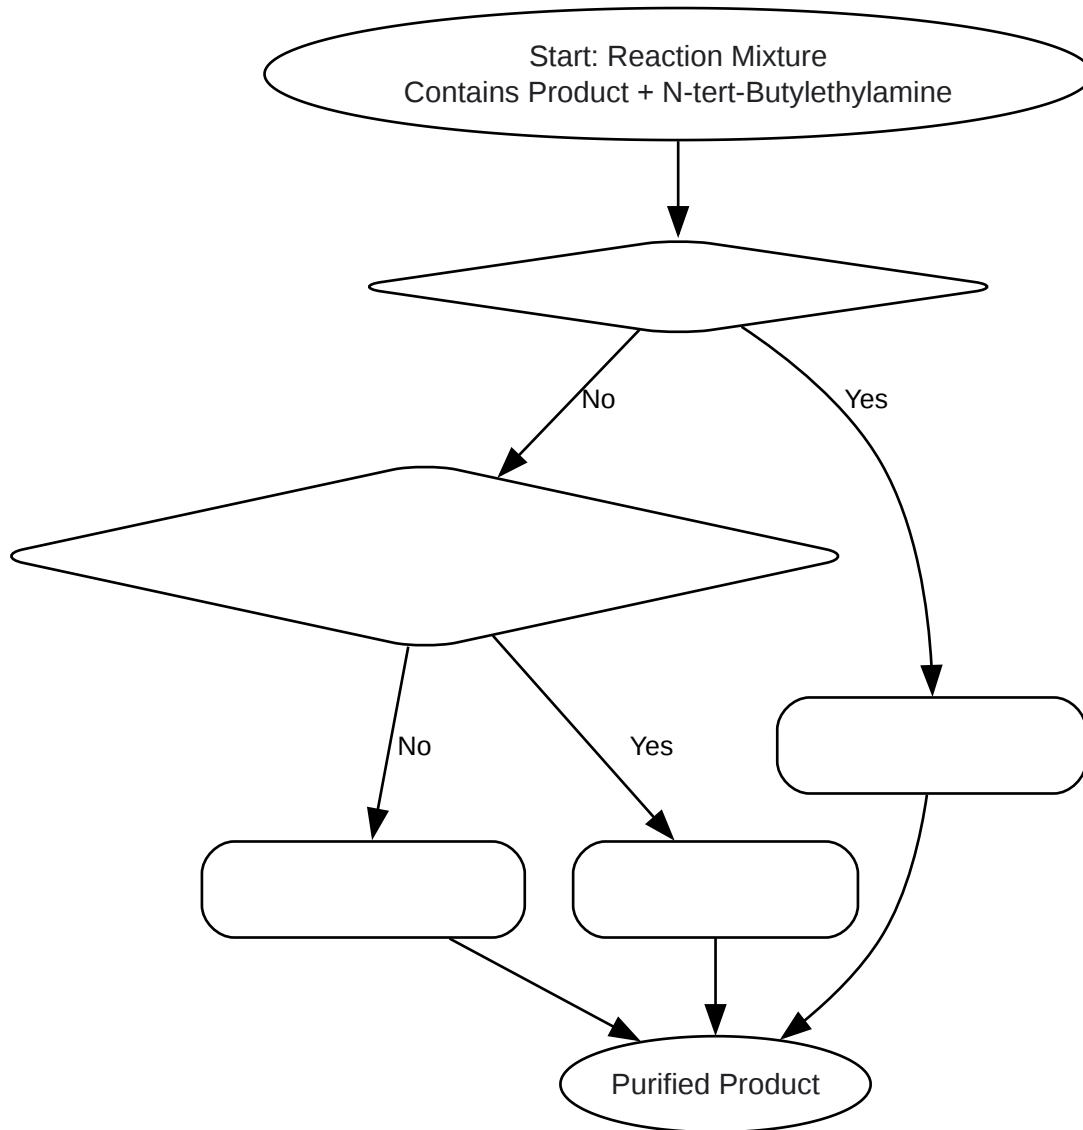 Start: Reaction Mixture
Contains Product + N-tert-Butylethylamine
No
Yes
No
Yes
Purified Product